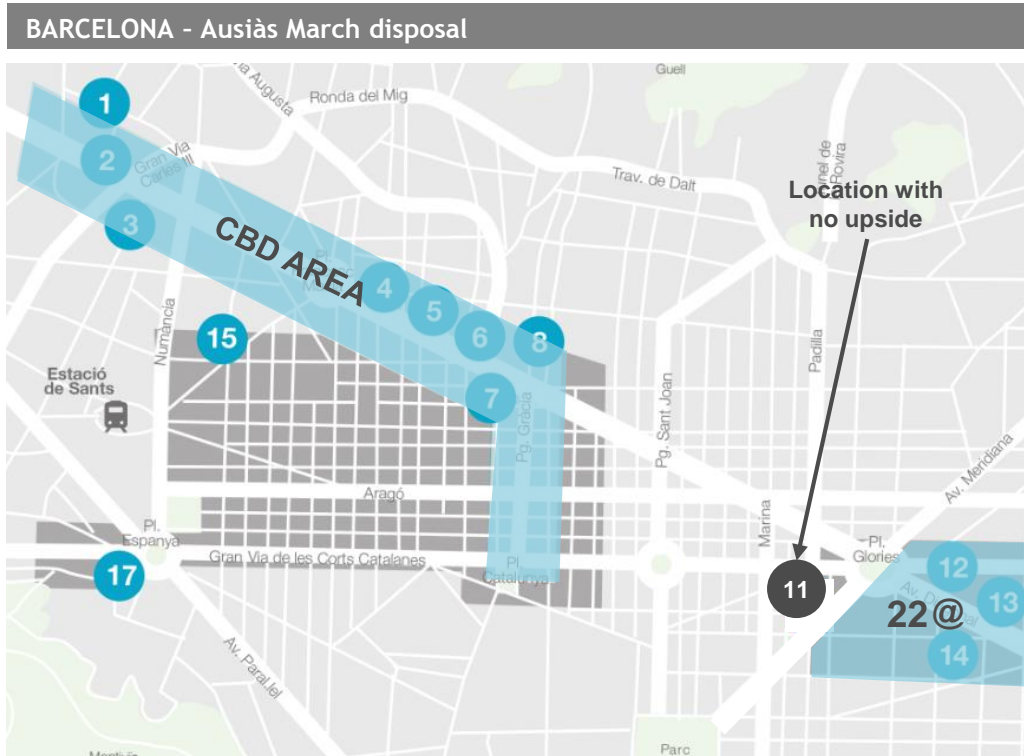 BARCELONA – Ausiàs March disposal
Guell
Augusta
Ronda del Mig
1
2
Gran Via
Carles III
Trav. de Dalt
Rovira
Location with
no upside
3
CBD AREA
4
5
6
8
Numància
15
Padilla
Estació
de Sants
7
Pg. Gràcia
Pg. Sant Joan
Av. Meridiana
Aragó
Marina
Pl.
Espanya
Gran Via de les Corts Catalanes
Pl.
Catalunya
Pl.
Glories
17
11
12
13
22@
14
Av. Paral.lel
Parc